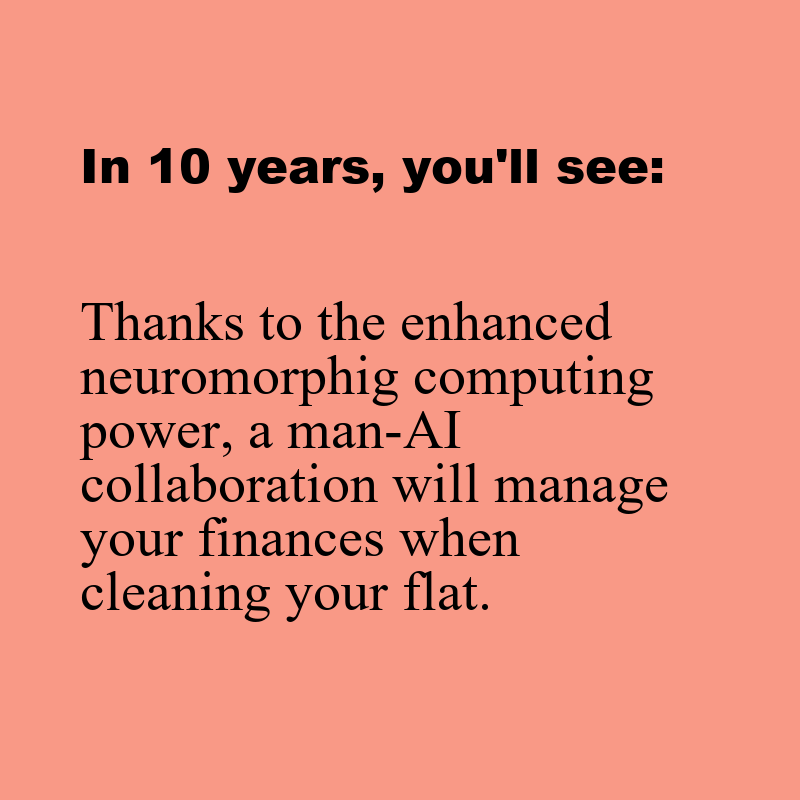 In 10 years, you'll see:
Thanks to the enhanced
neuromorphig computing
power, a man-AI
collaboration will manage
your finances when
cleaning your flat.